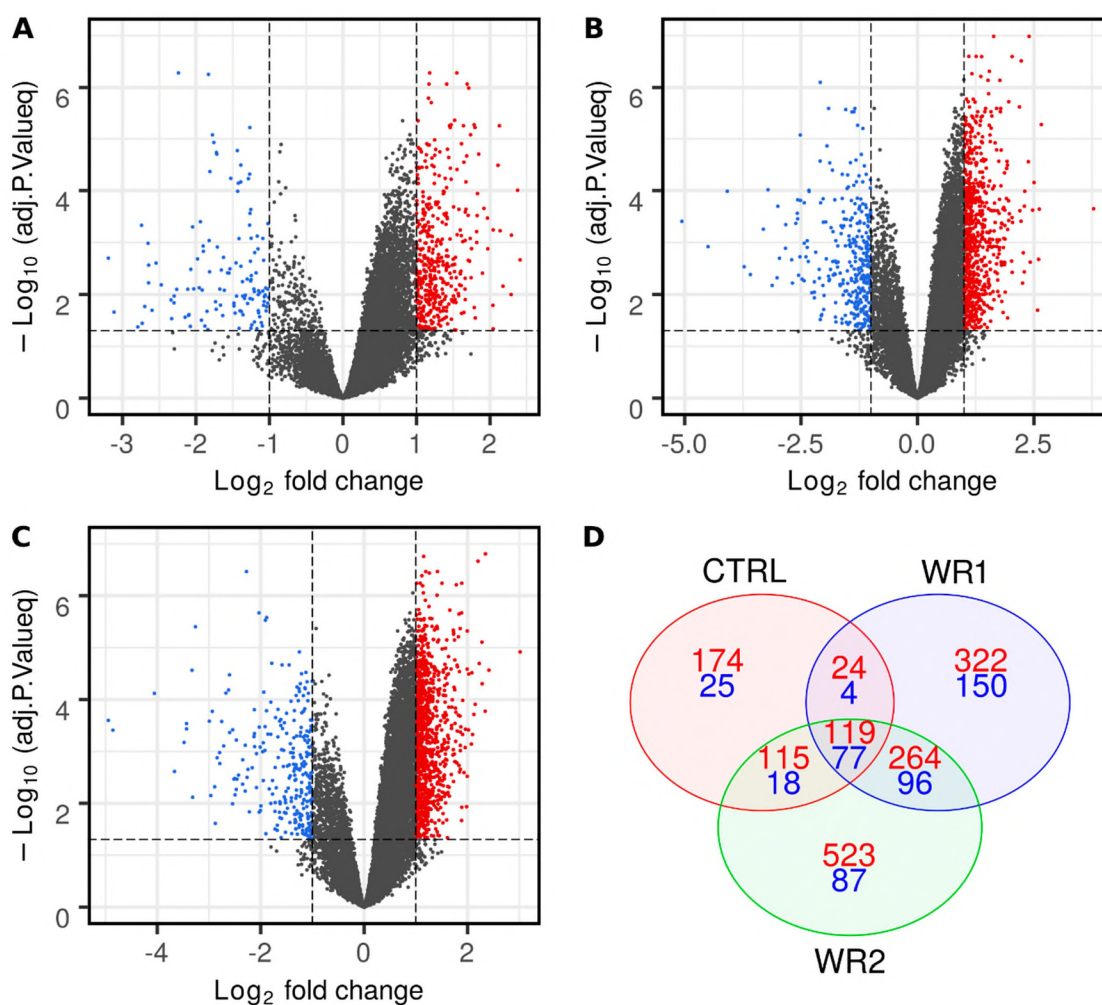 A
− Log10 (adj.P.Valueq)
6
4
2
0
-3 -2 -1 0 1 2
Log2 fold change
B
− Log10 (adj.P.Valueq)
6
4
2
0
-5.0 -2.5 0.0 2.5
Log2 fold change
C
− Log10 (adj.P.Valueq)
6
4
2
0
-4 -2 0 2
Log2 fold change
D
CTRL WR1
174 24 322
25 4 150
119
77
115 264
18 96
523
87
WR2